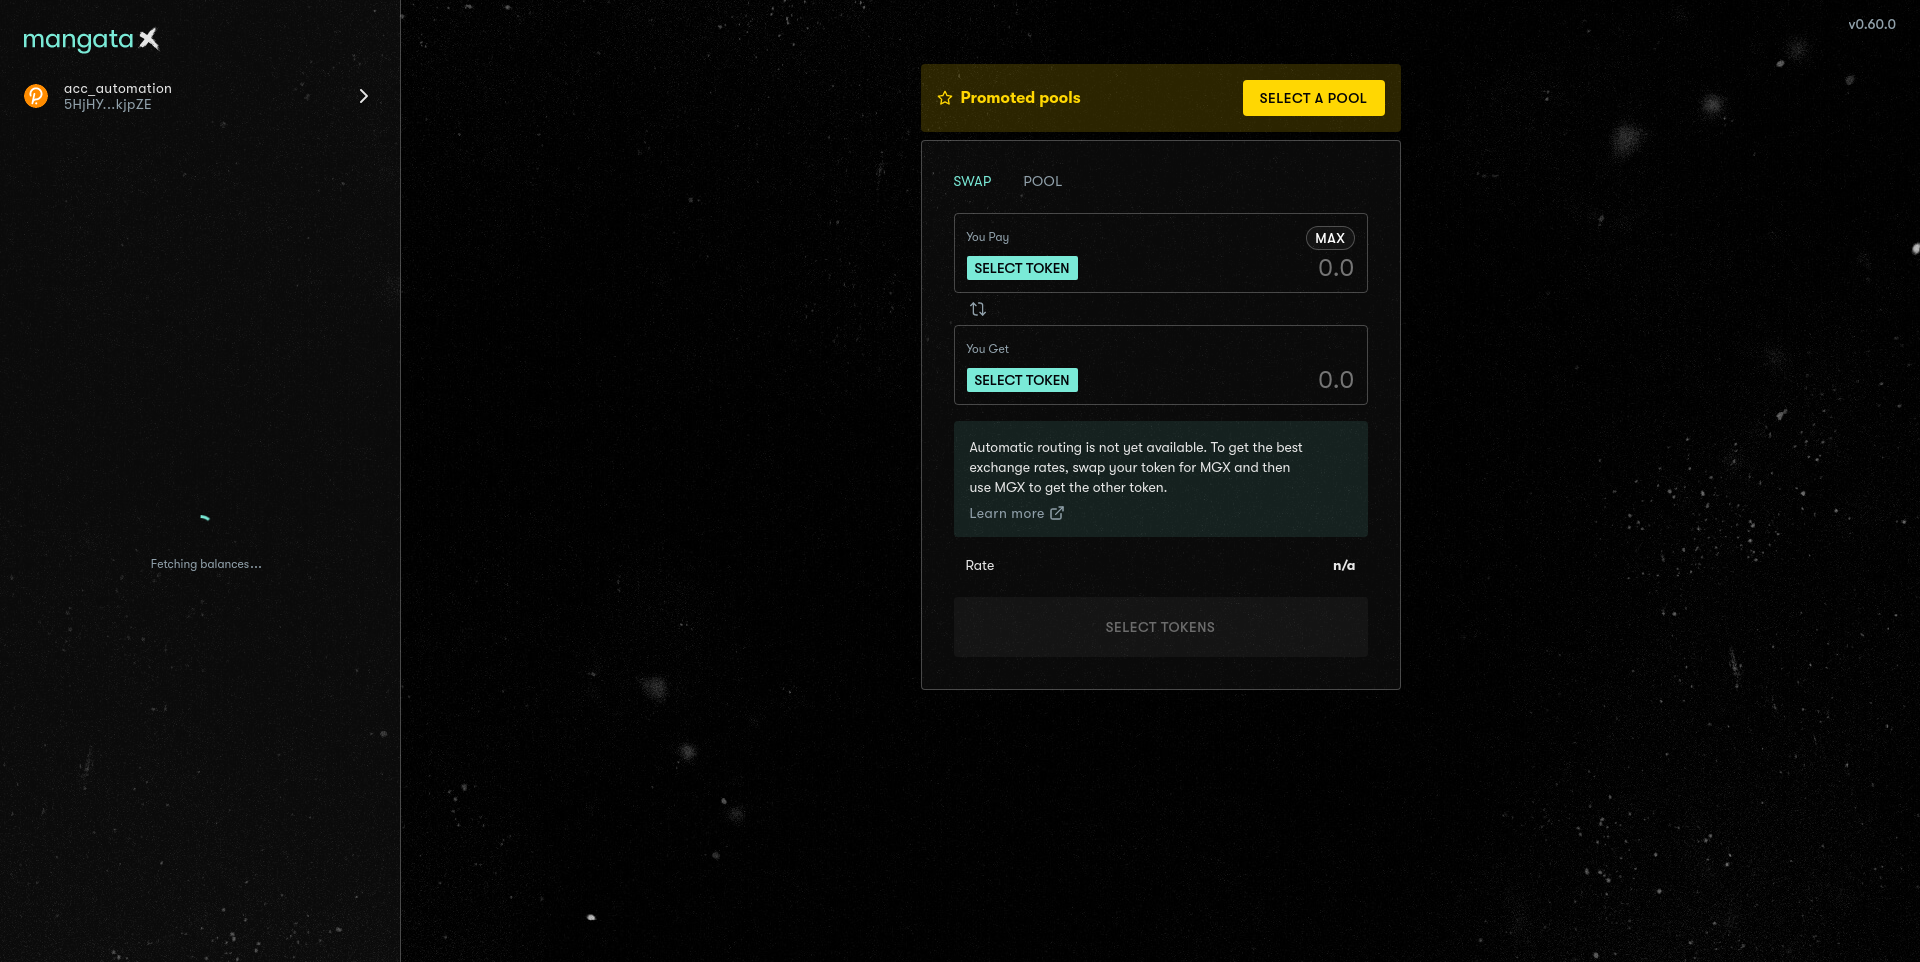 mangata
acc_automation
5HjHY...kjpZE
Fetching balances...
v0.60.0
Promoted pools
SELECT A POOL
SWAP
POOL
You Pay
MAX
SELECT TOKEN
0.0
You Get
SELECT TOKEN
0.0
Automatic routing is not yet available. To get the best
exchange rates, swap your token for MGX and then
use MGX to get the other token.
Learn more
Rate
n/a
SELECT TOKENS